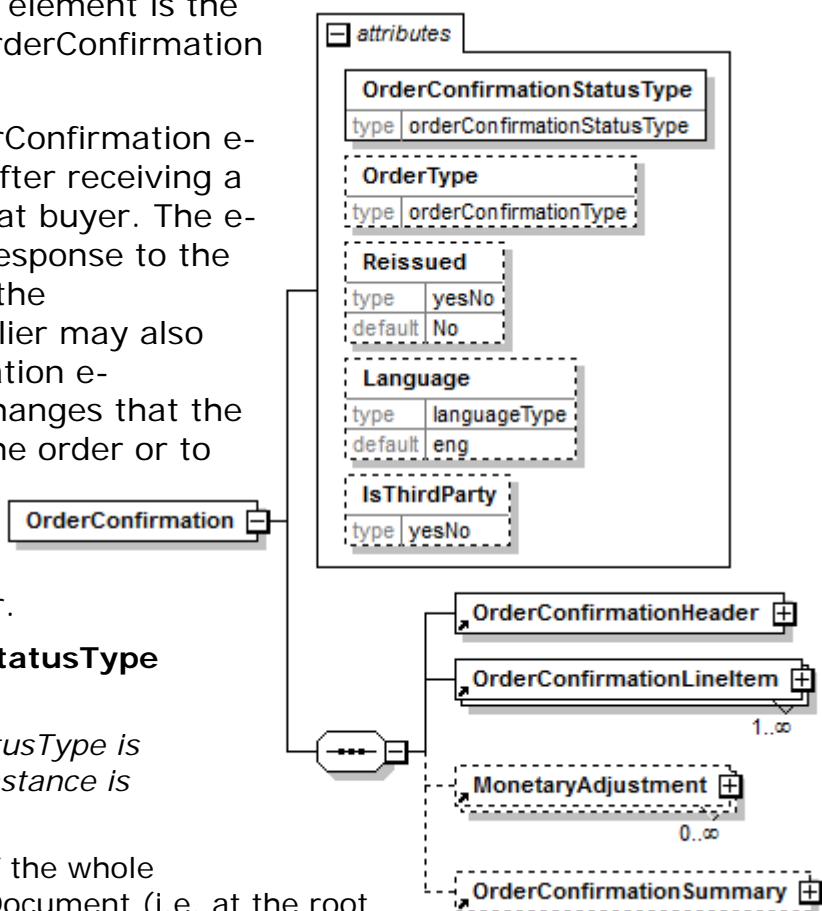 element is the
rderConfirmation
rConfirmation e-
fter receiving a
at buyer. The e-
esponse to the
the
lier may also
ation e-
hanges that the
ne order or to
r.
tatusType
tusType is
stance is
f the whole
Document (i.e. at the root
attributes
OrderConfirmationStatusType
type orderConfirmationStatusType
OrderType
type orderConfirmationType
Reissued
type yesNo
default No
Language
type languageType
default eng
IsThirdParty
type yesNo
OrderConfirmation
OrderConfirmationHeader
OrderConfirmationLineItem
1..∞
MonetaryAdjustment
0..∞
OrderConfirmationSummary